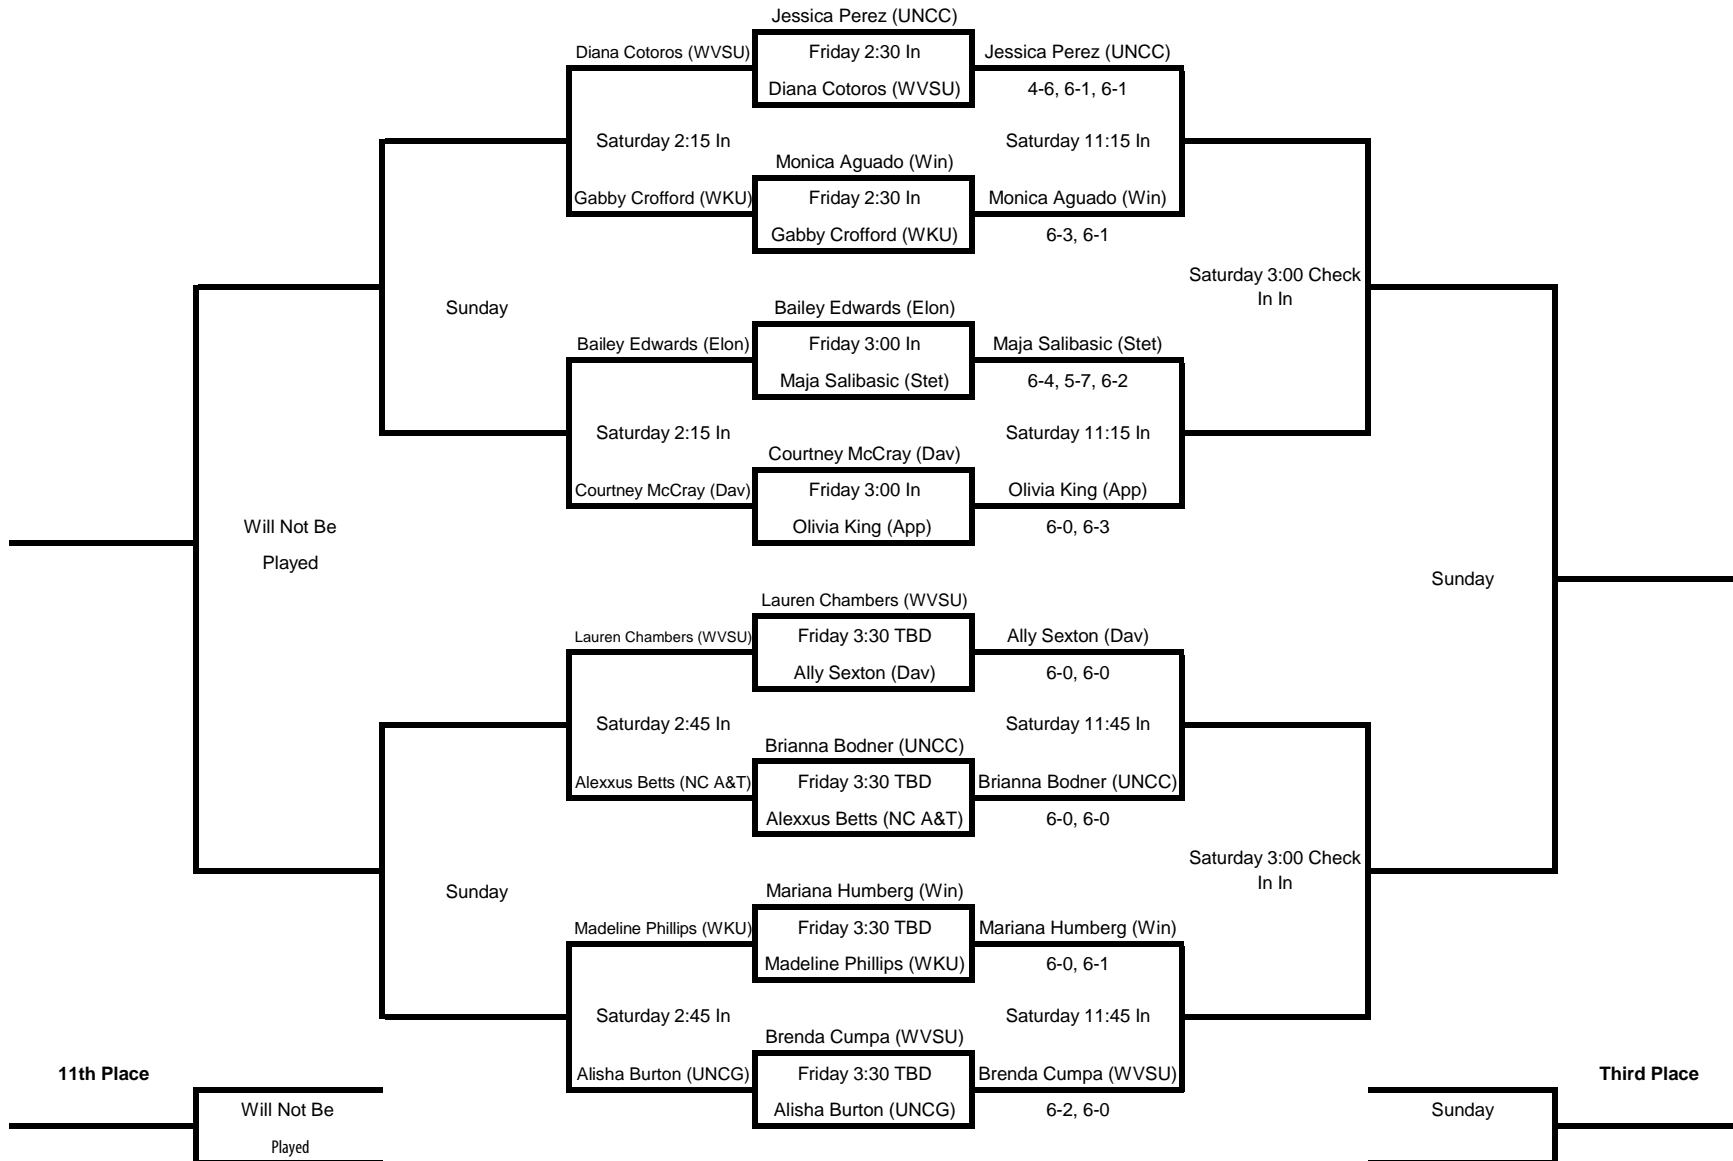 Jessica Perez (UNCC)
Diana Cotoros (WVSU)
Friday 2:30 In
Jessica Perez (UNCC)
Diana Cotoros (WVSU)
4-6, 6-1, 6-1
Saturday 2:15 In
Saturday 11:15 In
Monica Aguado (Win)
Gabby Crofford (WKU)
Friday 2:30 In
Monica Aguado (Win)
Gabby Crofford (WKU)
6-3, 6-1
Saturday 3:00 Check
In In
Sunday
Bailey Edwards (Elon)
Bailey Edwards (Elon)
Friday 3:00 In
Maja Salibasic (Stet)
Maja Salibasic (Stet)
6-4, 5-7, 6-2
Saturday 2:15 In
Saturday 11:15 In
Courtney McCray (Dav)
Courtney McCray (Dav)
Friday 3:00 In
Olivia King (App)
Olivia King (App)
6-0, 6-3
Will Not Be
Played
Sunday
Lauren Chambers (WVSU)
Lauren Chambers (WVSU)
Friday 3:30 TBD
Ally Sexton (Dav)
Ally Sexton (Dav)
6-0, 6-0
Saturday 2:45 In
Saturday 11:45 In
Brianna Bodner (UNCC)
Alexxus Betts (NC A&T)
Friday 3:30 TBD
Brianna Bodner (UNCC)
Alexxus Betts (NC A&T)
6-0, 6-0
Saturday 3:00 Check
In In
Sunday
Mariana Humberg (Win)
Madeline Phillips (WKU)
Friday 3:30 TBD
Mariana Humberg (Win)
Madeline Phillips (WKU)
6-0, 6-1
Saturday 2:45 In
Saturday 11:45 In
Brenda Cumpa (WVSU)
Alisha Burton (UNCG)
Friday 3:30 TBD
Brenda Cumpa (WVSU)
Alisha Burton (UNCG)
6-2, 6-0
11th Place
Third Place
Will Not Be
Played
Sunday